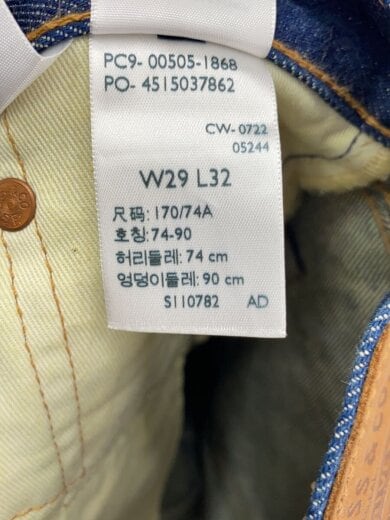 PC9- 00505-1868
PO- 4515037862
CW- 0722
05244
W29 L32
尺码: 170/74A
호칭: 74-90
허리둘레: 74 cm
엉덩이둘레: 90 cm
S110782 AD